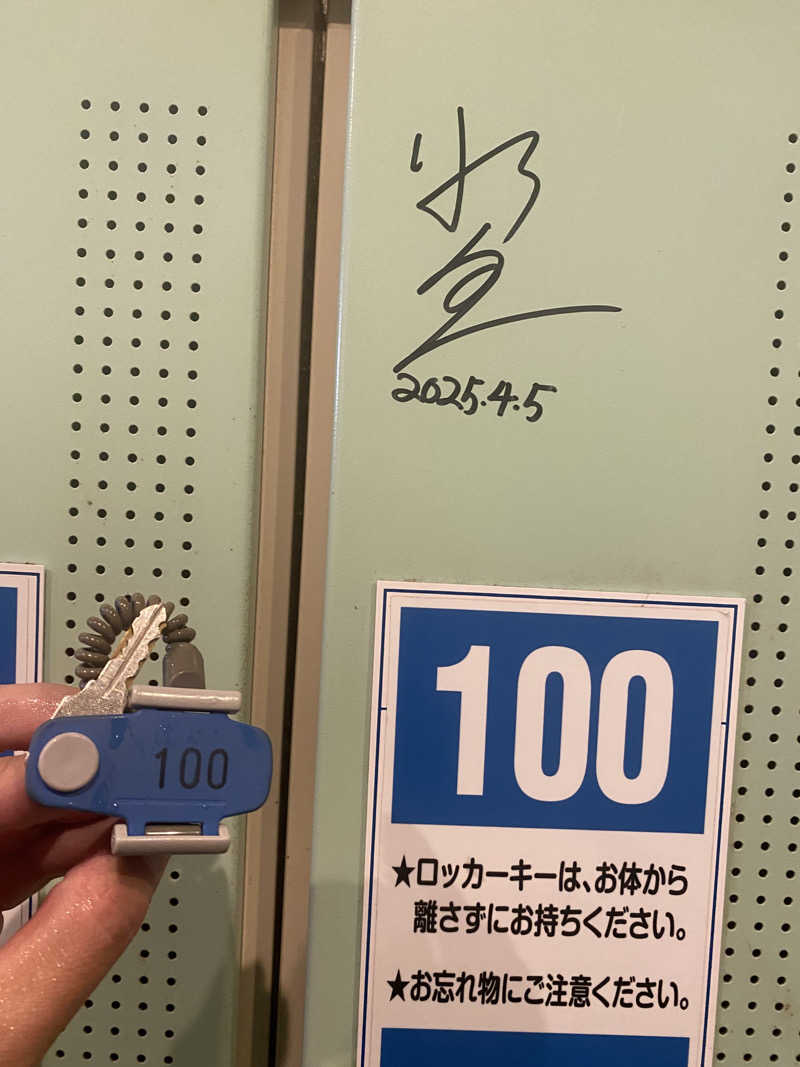 2025.4.5
100
100
★ロッカーキーは、お体から
離さずにお持ちください。
★お忘れ物にご注意ください。